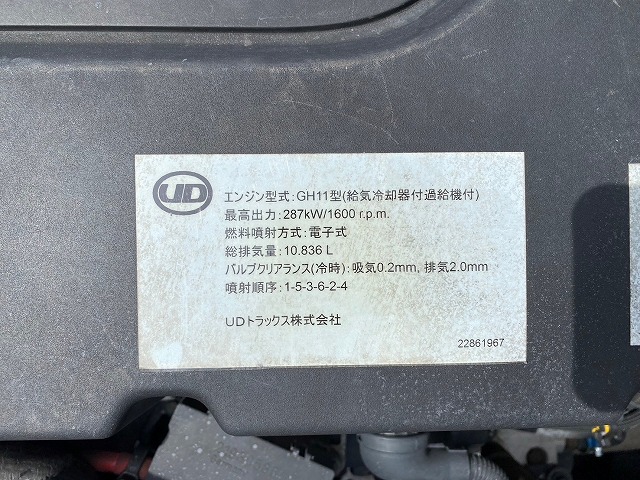 UD
エンジン型式:GH11型(給気冷却器付過給機付)
最高出力:287kW/1600 r.p.m.
燃料噴射方式:電子式
総排気量:10.836 L
バルブクリアランス(冷時):吸気0.2mm, 排気2.0mm
噴射順序:1-5-3-6-2-4
UDトラックス株式会社
22861967